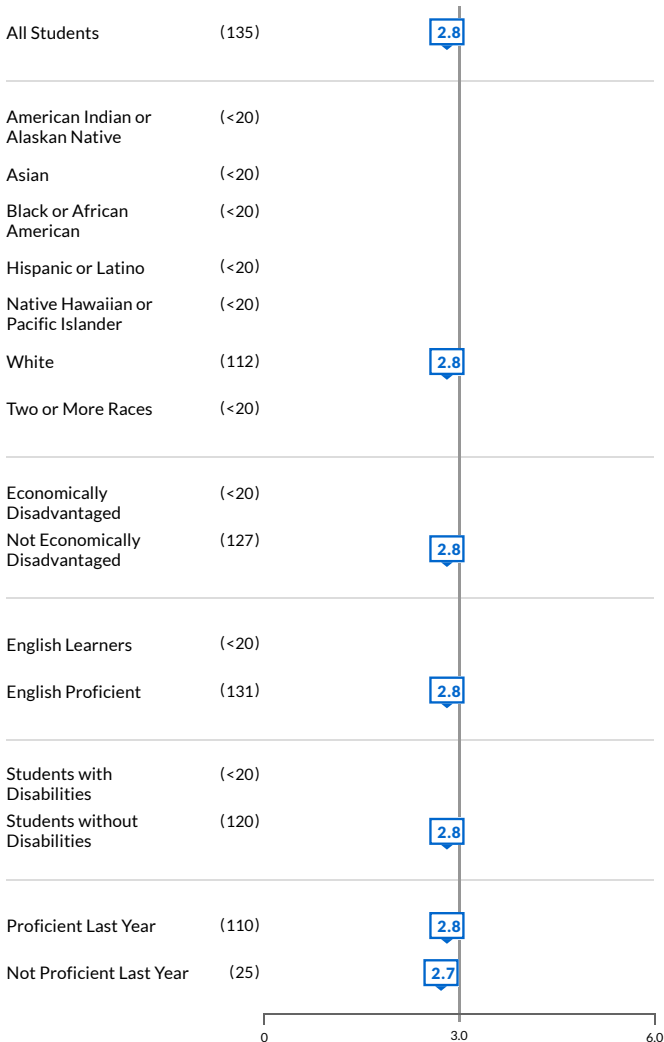 All Students (135) 2.8
American Indian or (<20)
Alaskan Native
Asian (<20)
Black or African (<20)
American
Hispanic or Latino (<20)
Native Hawaiian or (<20)
Pacific Islander
White (112) 2.8
Two or More Races (<20)
Economically (<20)
Disadvantaged
Not Economically (127) 2.8
Disadvantaged
English Learners (<20)
English Proficient (131) 2.8
Students with (<20)
Disabilities
Students without (120) 2.8
Disabilities
Proficient Last Year (110) 2.8
Not Proficient Last Year (25) 2.7
0 3.0 6.0